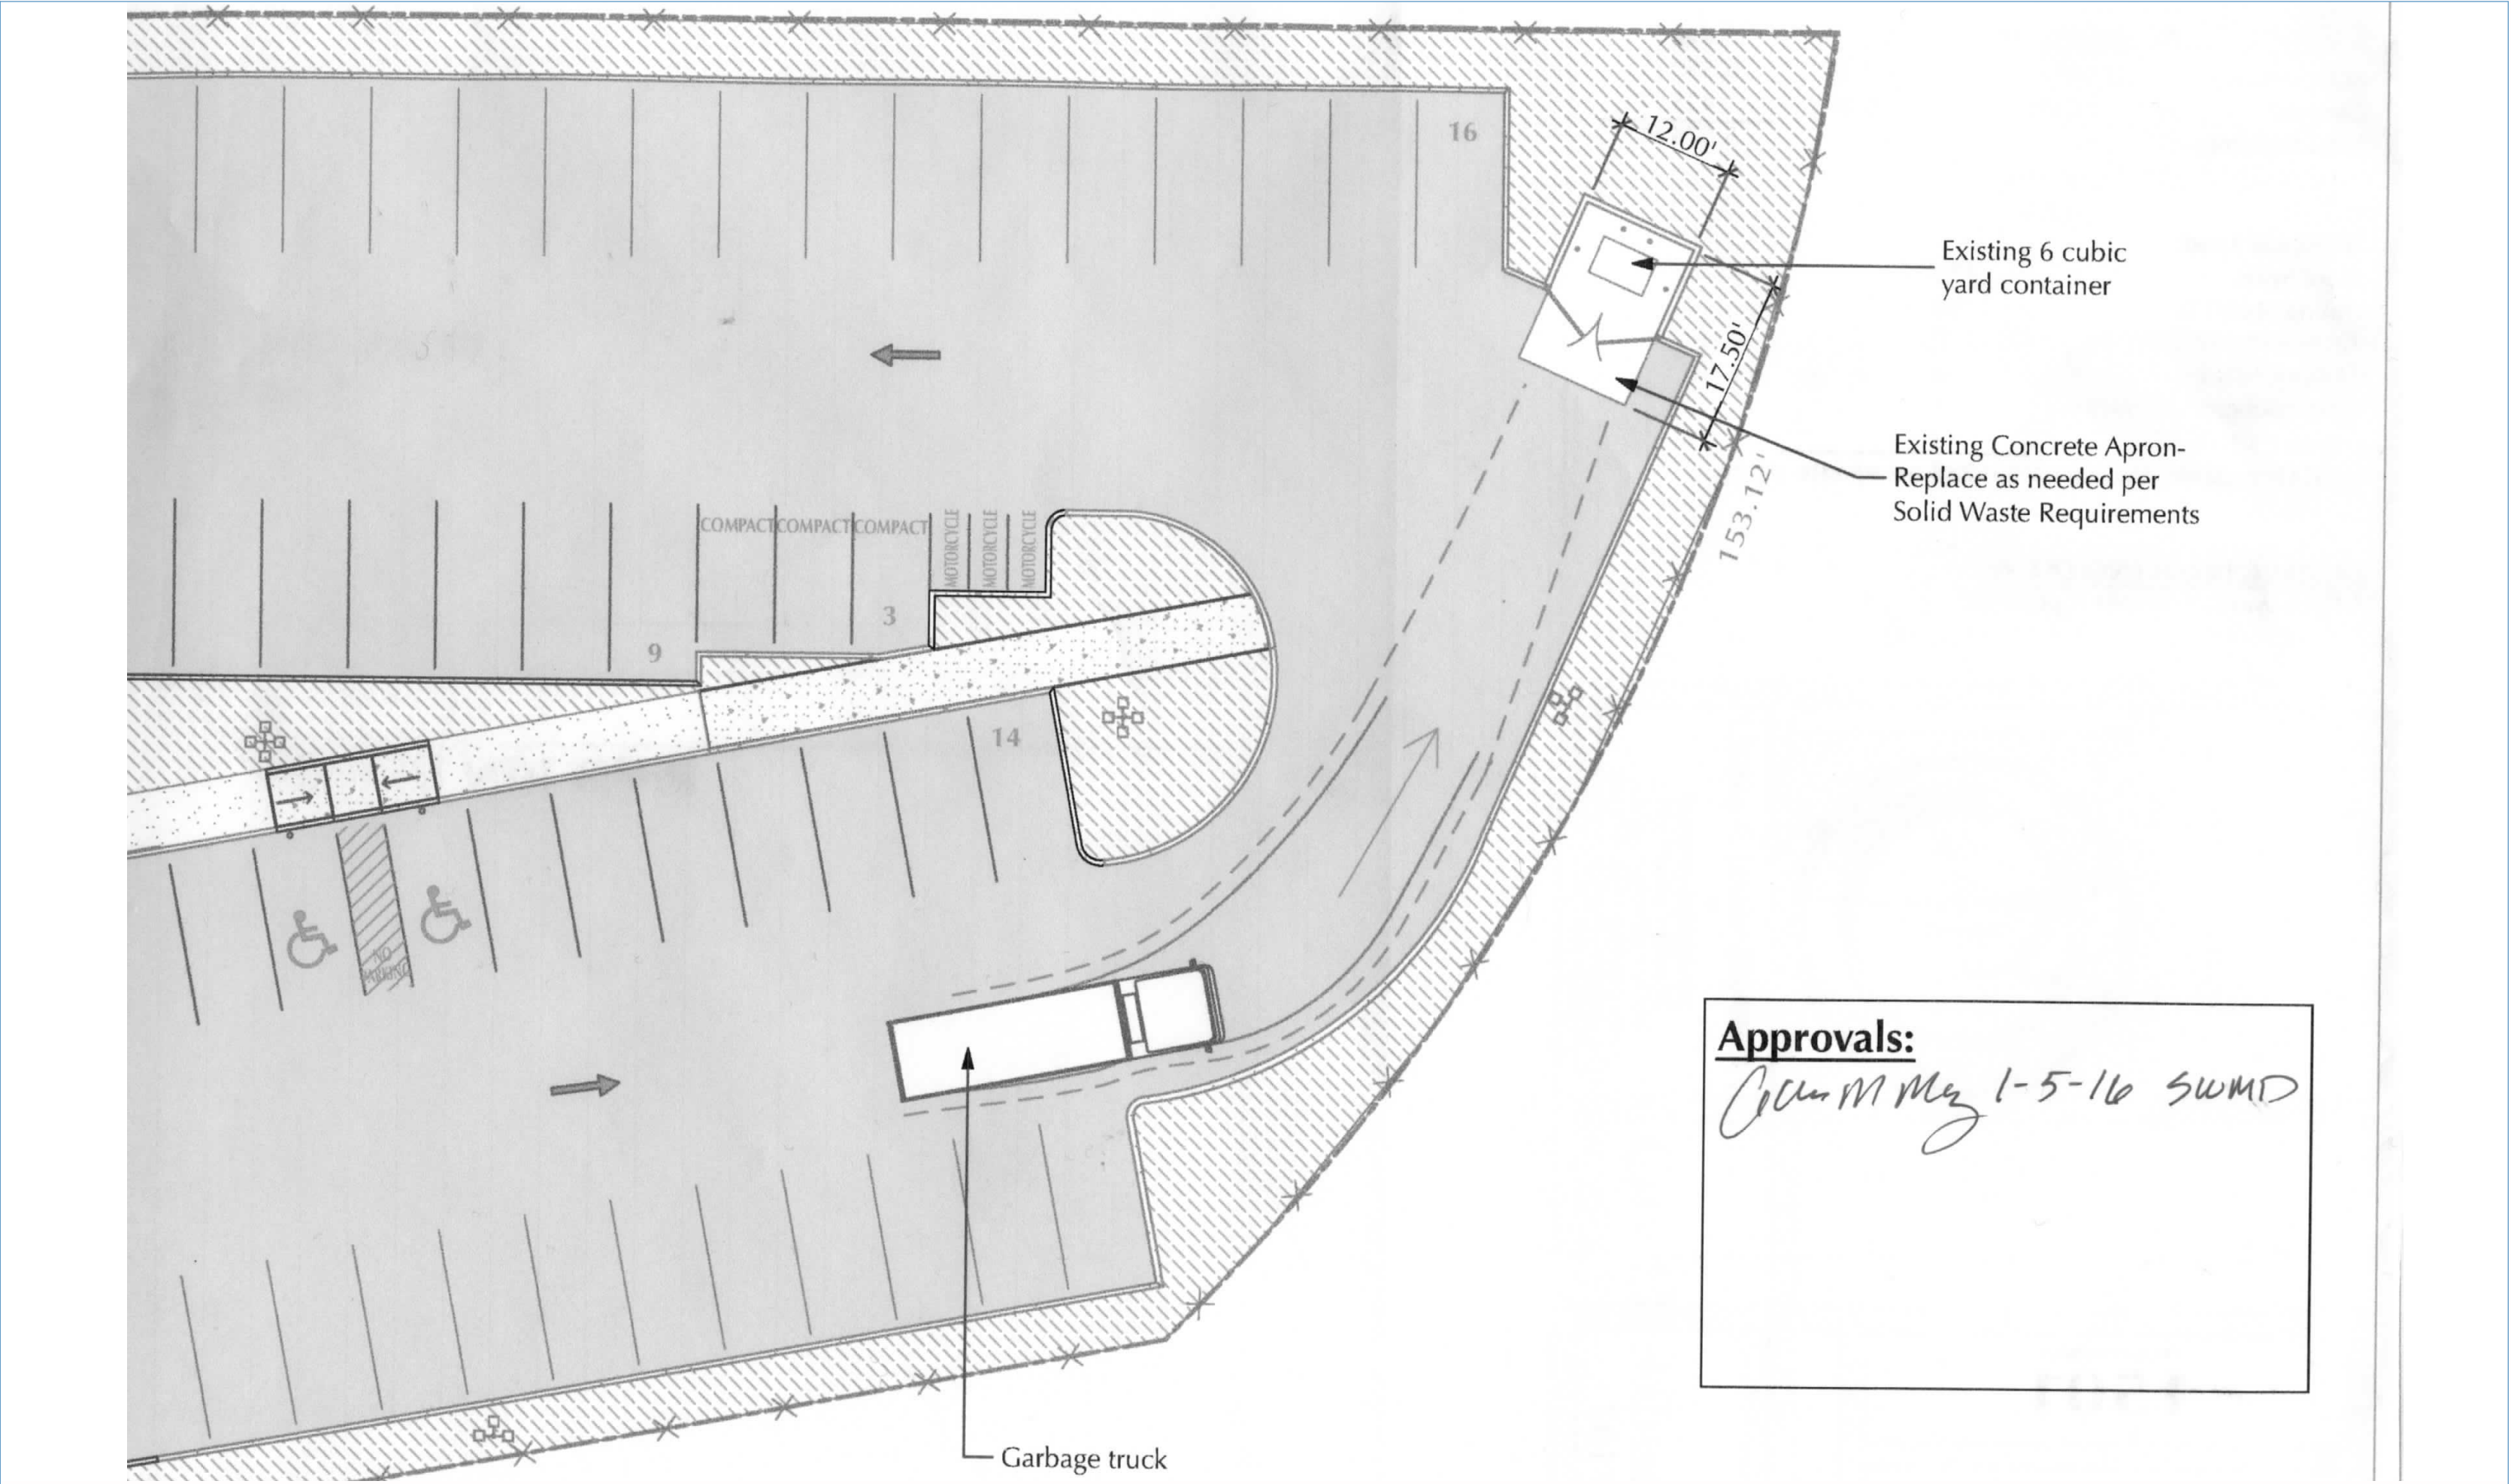 16
12.00'
Existing 6 cubic
yard container
17.50'
Existing Concrete Apron-
Replace as needed per
Solid Waste Requirements
153.12'
COMPACT COMPACT COMPACT
MOTORCYCLE
MOTORCYCLE
MOTORCYCLE
3
9
14
NO
PARKING
Approvals:
1-5-16 SWMD
Garbage truck